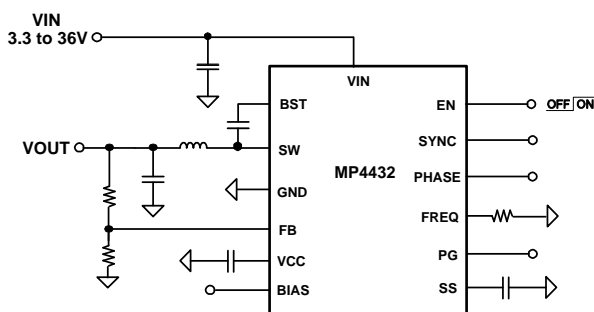 VIN
3.3 to 36V
VIN
BST
EN
OFF ON
SYNC
VOUT
SW
MP4432
PHASE
GND
FREQ
FB
VCC
PG
BIAS
SS